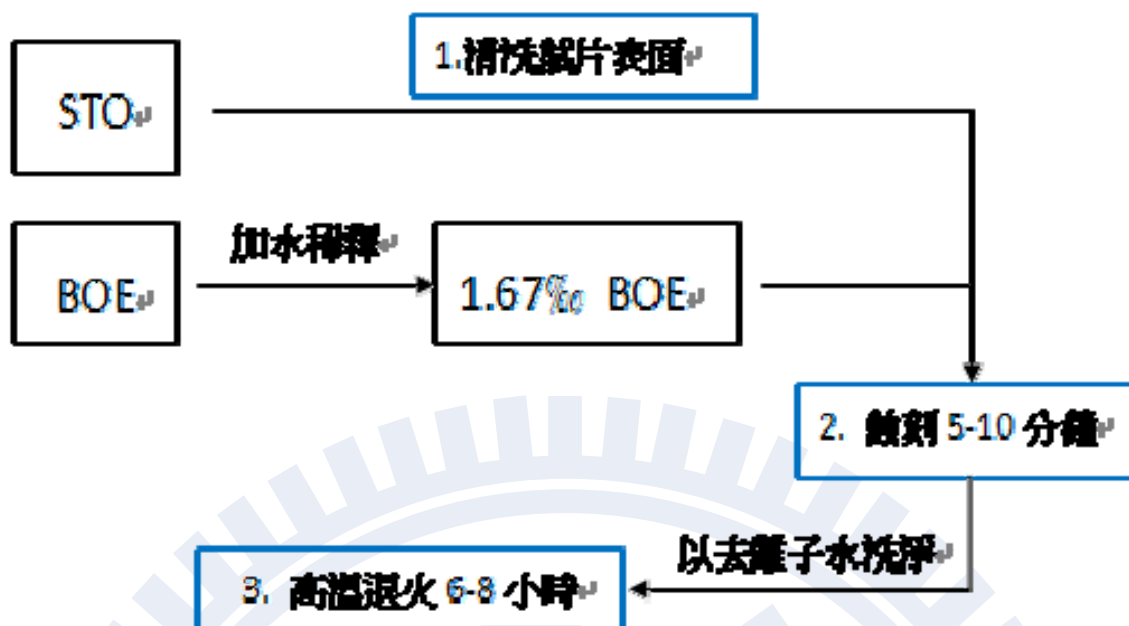 1.清洗試片表面
STO
加水稀釋
BOE
1.67‰ BOE
2. 蝕刻 5-10 分鐘
以去離子水洗淨
3. 高溫退火 6-8 小時